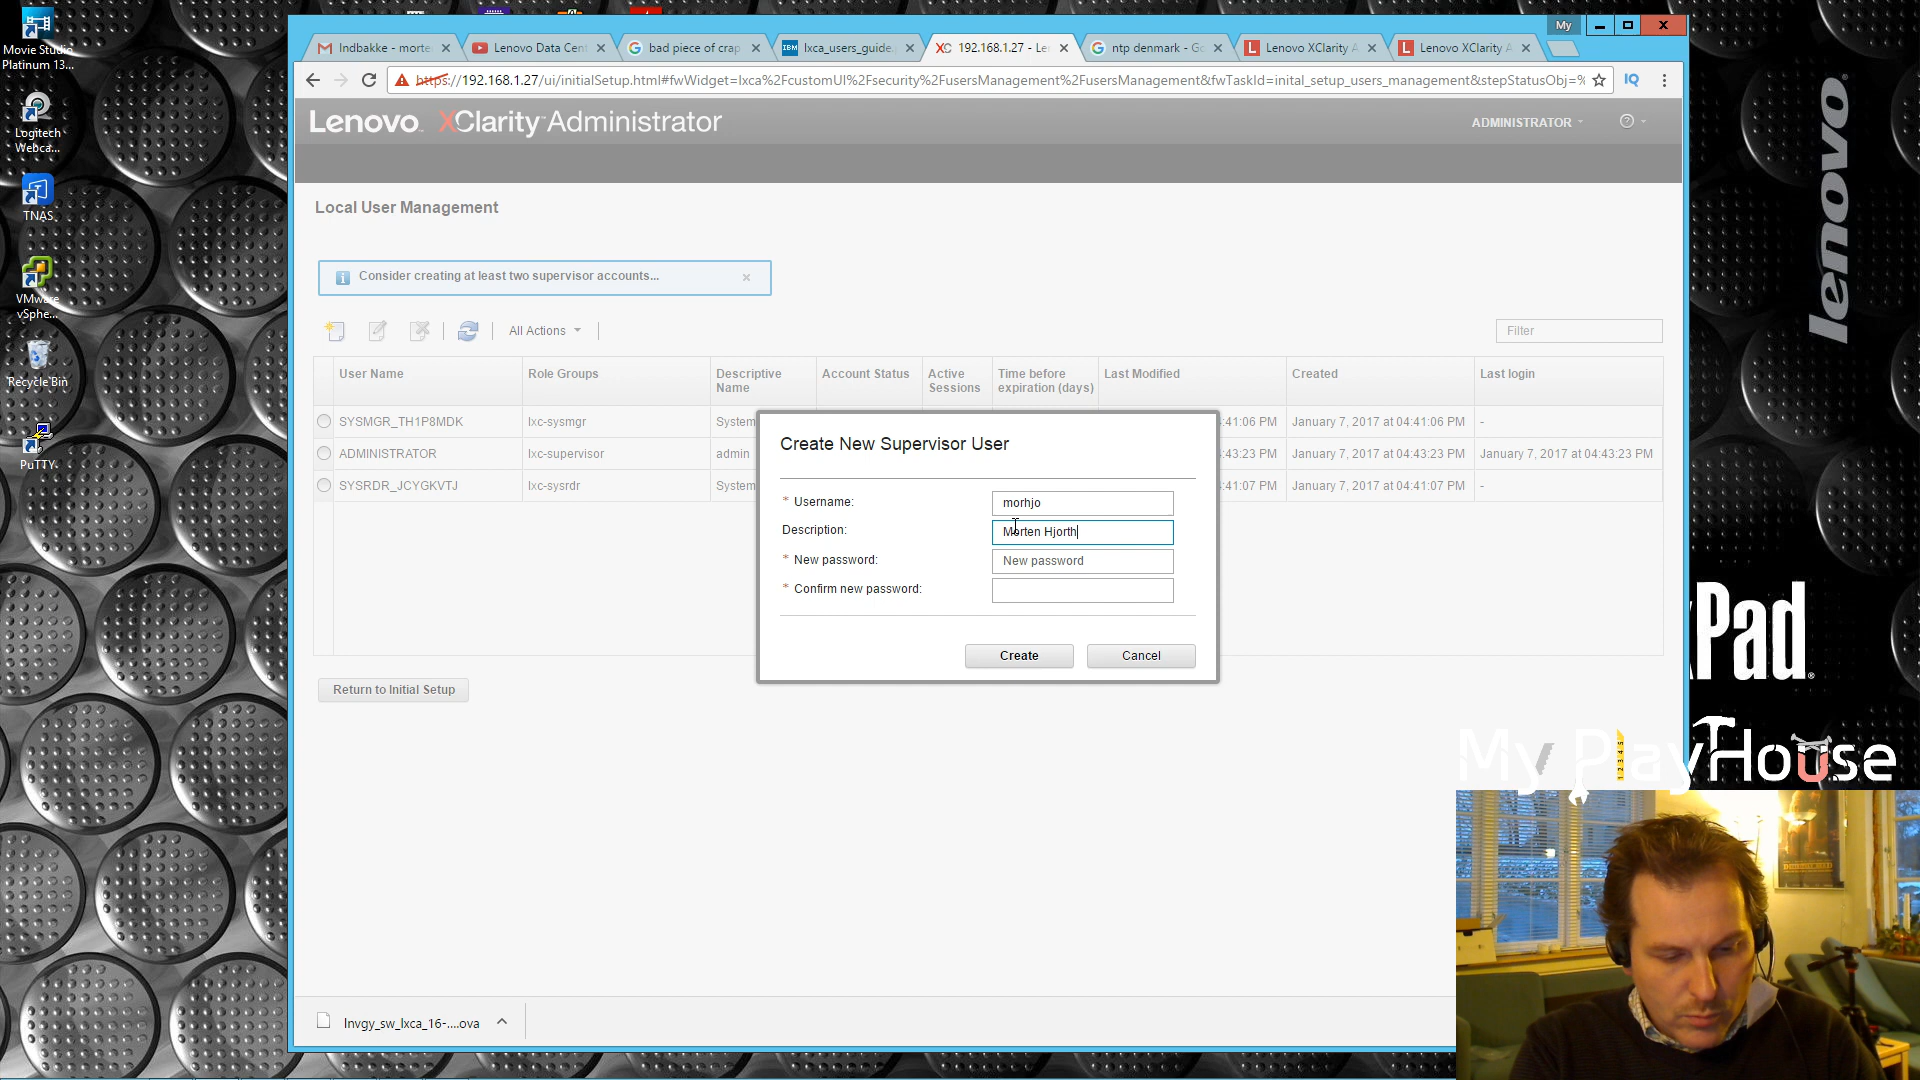 Movie Studio
Platinum 13...
Logitech
Webca...
TNAS
VMware
vSphe...
Recycle Bin
PuTTY
My
Indbakke - morte
Lenovo Data Cen
bad piece of crap
IBM lxca_users_guide.
XC 192.168.1.27 - Le
ntp denmark - Go
L Lenovo XClarity A
L Lenovo XClarity A
https://192.168.1.27/ui/initialSetup.html#fwWidget=lxca%2FcustomUI%2Fsecurity%2FusersManagement%2FusersManagement&fwTaskId=inital_setup_users_management&stepStatusObj=%
IQ
Lenovo XClarity Administrator
ADMINISTRATOR
Local User Management
Consider creating at least two supervisor accounts...
All Actions
Filter
User Name
Role Groups
Descriptive
Name
Account Status
Active
Sessions
Time before
expiration (days)
Last Modified
Created
Last login
SYSMGR_TH1P8MDK lxc-sysmgr System :41:06 PM January 7, 2017 at 04:41:06 PM -
ADMINISTRATOR lxc-supervisor admin :43:23 PM January 7, 2017 at 04:43:23 PM January 7, 2017 at 04:43:23 PM
SYSRDR_JCYGKVTJ lxc-sysrdr System :41:07 PM January 7, 2017 at 04:41:07 PM -
Create New Supervisor User
* Username: morhjo
Description: Morten Hjorth
* New password: New password
* Confirm new password:
Create Cancel
Return to Initial Setup
lenovo
Pad
My PlayHouse
lnvgy_sw_lxca_16-....ova